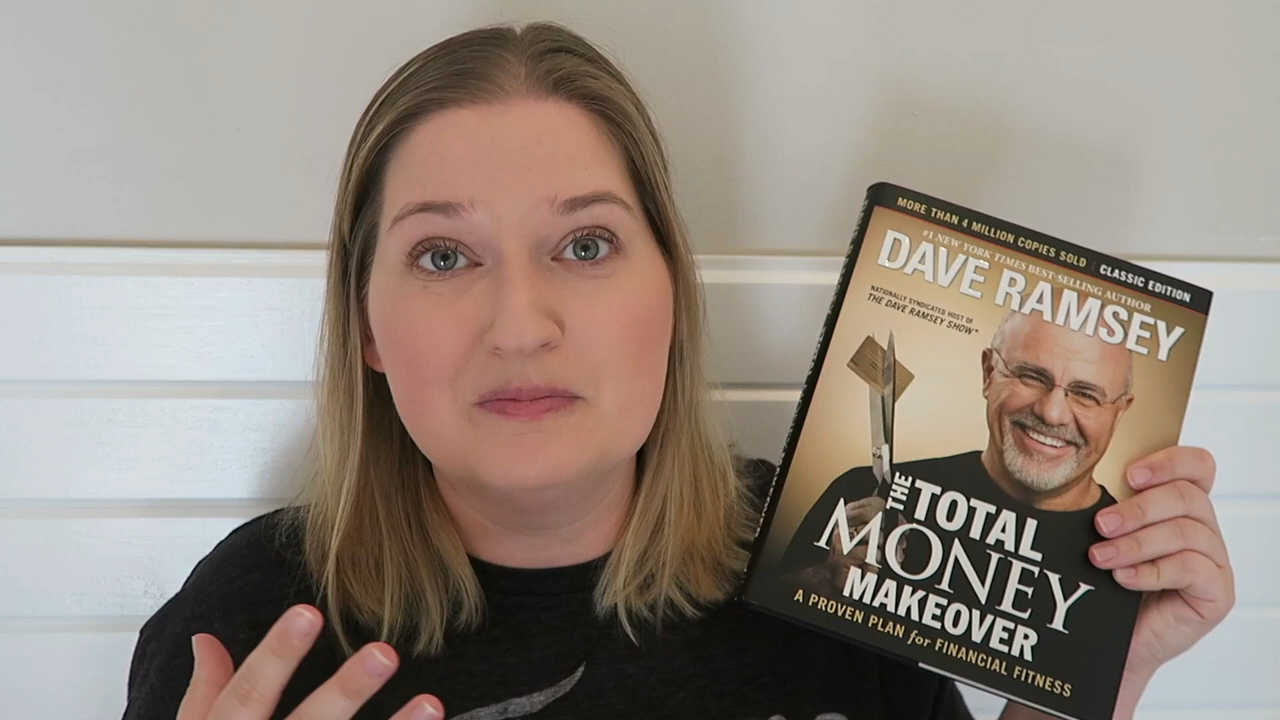 MORE THAN 4 MILLION COPIES SOLD | CLASSIC EDITION
#1 NEW YORK TIMES BEST-SELLING AUTHOR
DAVE RAMSEY
NATIONALLY SYNDICATED HOST OF
THE DAVE RAMSEY SHOW
THE TOTAL
MONEY
MAKEOVER
A PROVEN PLAN for FINANCIAL FITNESS